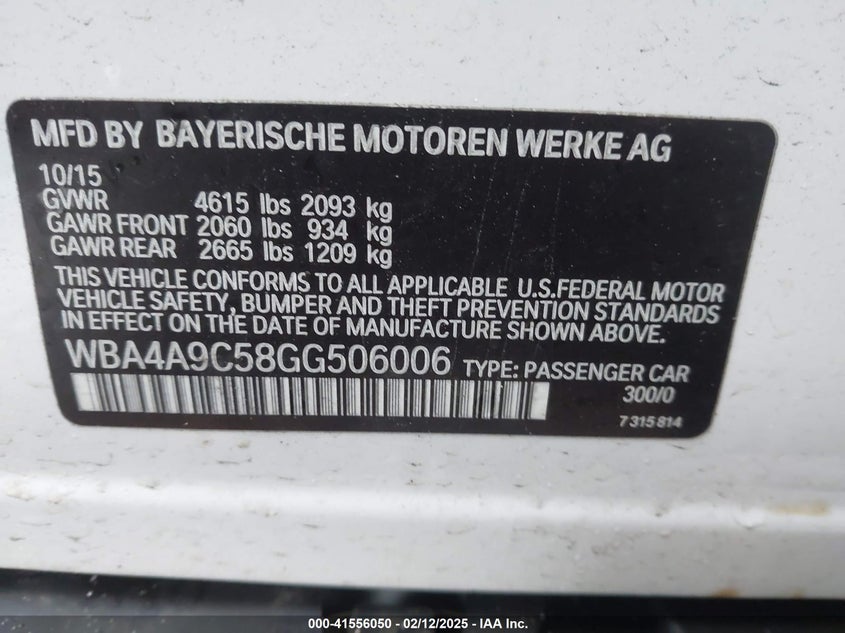 MFD BY BAYERISCHE MOTOREN WERKE AG
10/15
GVWR 4615 lbs 2093 kg
GAWR FRONT 2060 lbs 934 kg
GAWR REAR 2665 lbs 1209 kg
THIS VEHICLE CONFORMS TO ALL APPLICABLE U.S.FEDERAL MOTOR
VEHICLE SAFETY, BUMPER AND THEFT PREVENTION STANDARDS
IN EFFECT ON THE DATE OF MANUFACTURE SHOWN ABOVE.
WBA4A9C58GG506006 TYPE: PASSENGER CAR
300/0
7315814
000-41556050 - 02/12/2025 - IAA Inc.